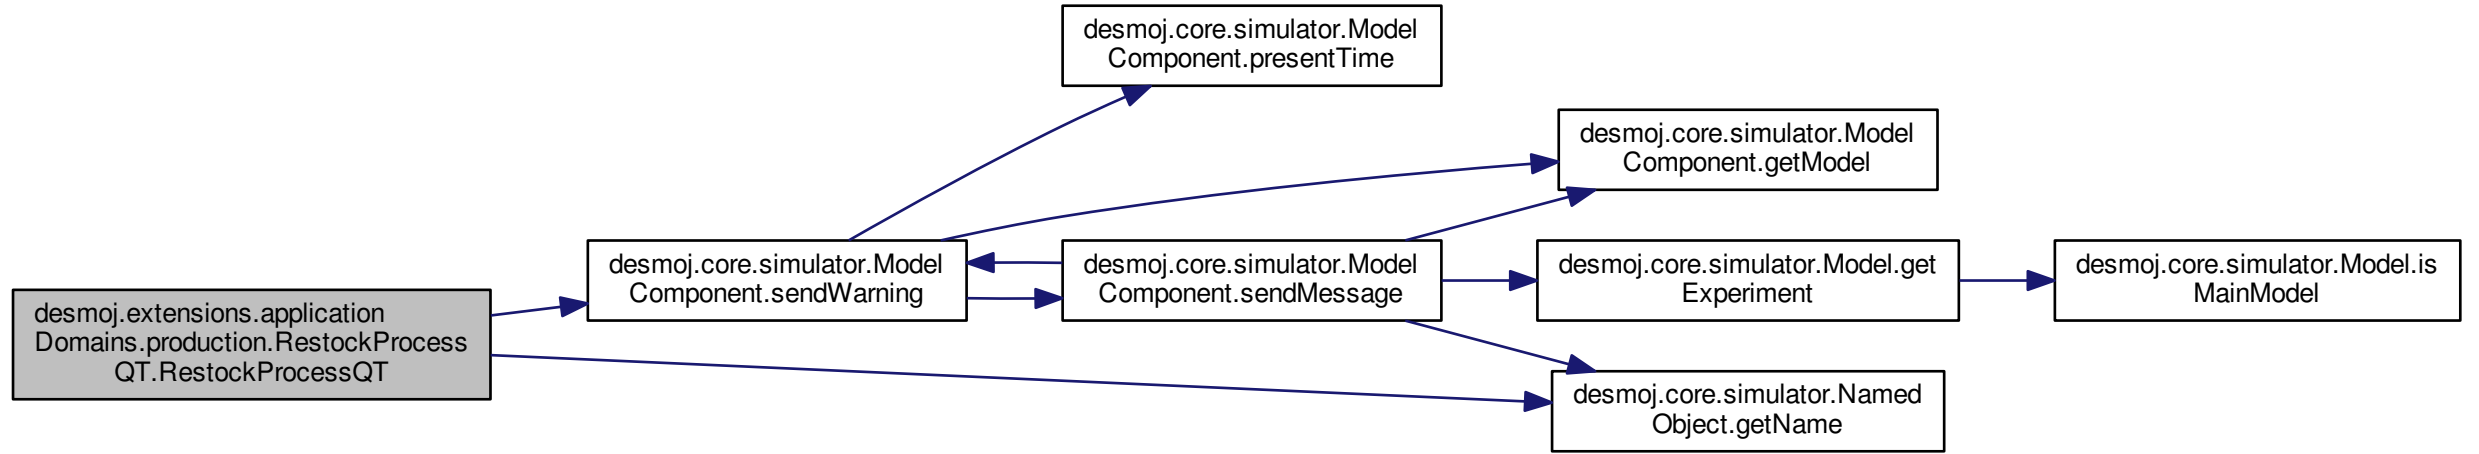 desmoj.core.simulator.Model
Component.presentTime
desmoj.core.simulator.Model
Component.getModel
desmoj.core.simulator.Model
Component.sendWarning
desmoj.core.simulator.Model
Component.sendMessage
desmoj.core.simulator.Model.get
Experiment
desmoj.core.simulator.Model.is
MainModel
desmoj.extensions.application
Domains.production.RestockProcess
QT.RestockProcessQT
desmoj.core.simulator.Named
Object.getName